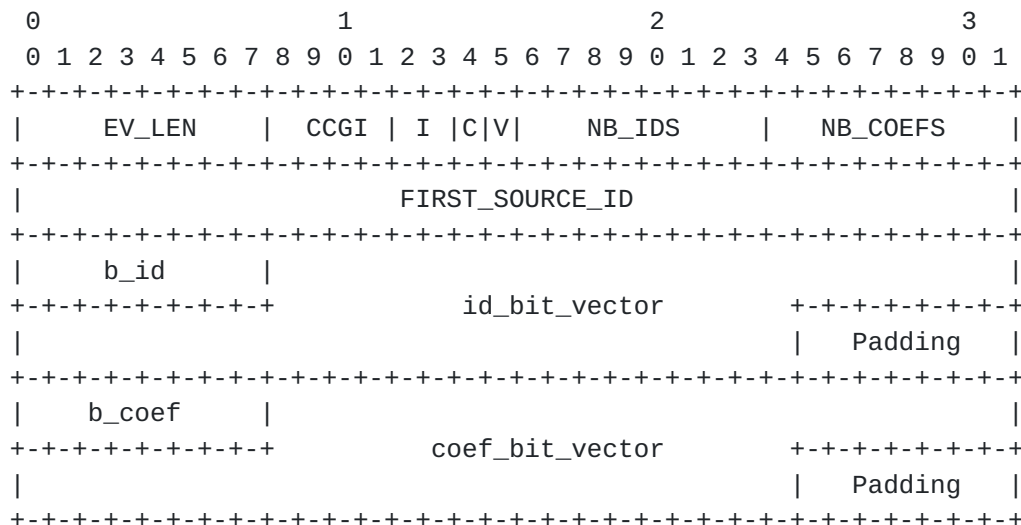 0                   1                   2                   3
 0 1 2 3 4 5 6 7 8 9 0 1 2 3 4 5 6 7 8 9 0 1 2 3 4 5 6 7 8 9 0 1
+-+-+-+-+-+-+-+-+-+-+-+-+-+-+-+-+-+-+-+-+-+-+-+-+-+-+-+-+-+-+-+-+
|     EV_LEN    |  CCGI | I |C|V|    NB_IDS     |   NB_COEFS    |
+-+-+-+-+-+-+-+-+-+-+-+-+-+-+-+-+-+-+-+-+-+-+-+-+-+-+-+-+-+-+-+-+
|                        FIRST_SOURCE_ID                        |
+-+-+-+-+-+-+-+-+-+-+-+-+-+-+-+-+-+-+-+-+-+-+-+-+-+-+-+-+-+-+-+-+
|     b_id      |                                               |
+-+-+-+-+-+-+-+-+            id_bit_vector        +-+-+-+-+-+-+-+
|                                                 |   Padding   |
+-+-+-+-+-+-+-+-+-+-+-+-+-+-+-+-+-+-+-+-+-+-+-+-+-+-+-+-+-+-+-+-+
|    b_coef     |                                               |
+-+-+-+-+-+-+-+-+          coef_bit_vector        +-+-+-+-+-+-+-+
|                                                 |   Padding   |
+-+-+-+-+-+-+-+-+-+-+-+-+-+-+-+-+-+-+-+-+-+-+-+-+-+-+-+-+-+-+-+-+